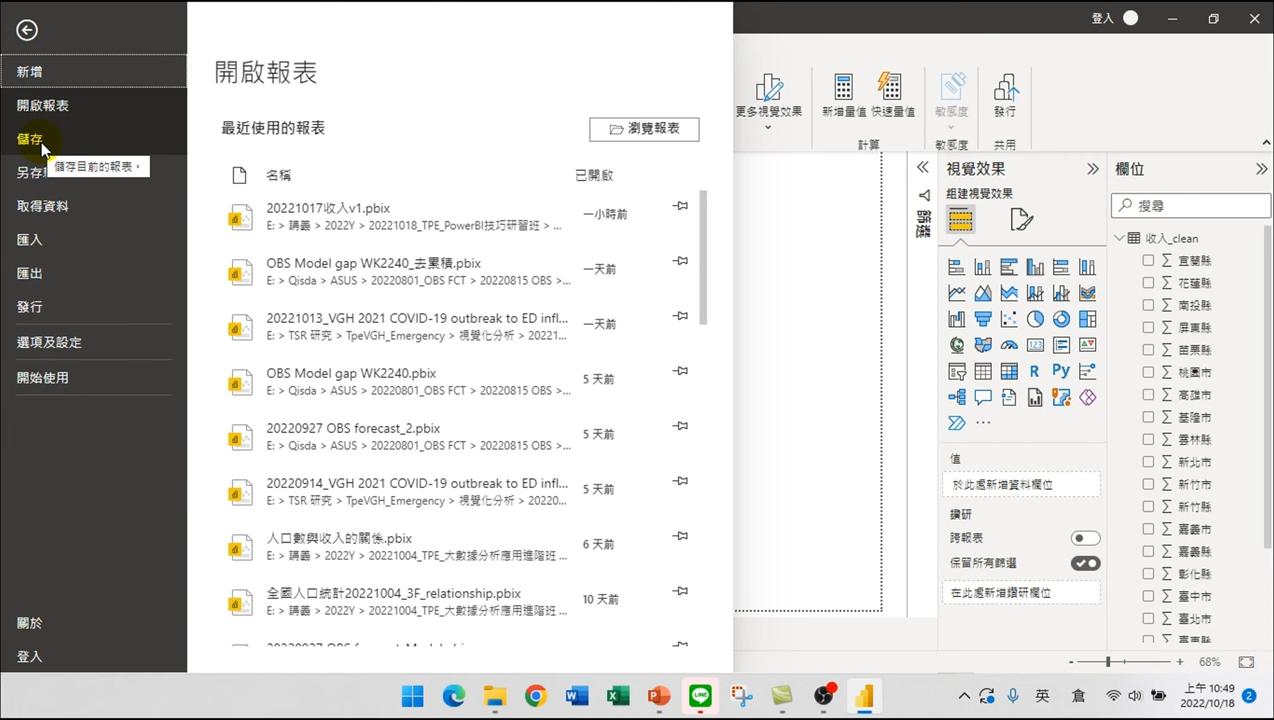 登入
新增
開啟報表
儲存
儲存目前的報表。
取得資料
匯入
匯出
發行
選項及設定
開始使用
關於
登入
開啟報表
最近使用的報表
瀏覽報表
名稱
已開啟
20221017收入v1.pbix
一小時前
E: > 講義 > 2022Y > 20221018_TPE_PowerBI技巧研習班 > ...
OBS Model gap WK2240_去累積.pbix
一天前
E: > Qisda > ASUS > 20220801_OBS FCT > 20220815 OBS >...
20221013_VGH 2021 COVID-19 outbreak to ED infl...
一天前
E: > TSR 研究 > TpeVGH_Emergency > 視覺化分析 > 20221...
OBS Model gap WK2240.pbix
5 天前
E: > Qisda > ASUS > 20220801_OBS FCT > 20220815 OBS >...
20220927 OBS forecast_2.pbix
5 天前
E: > Qisda > ASUS > 20220801_OBS FCT > 20220815 OBS >...
20220914_VGH 2021 COVID-19 outbreak to ED infl...
5 天前
E: > TSR 研究 > TpeVGH_Emergency > 視覺化分析 > 20220...
人口數與收入的關係.pbix
6 天前
E: > 講義 > 2022Y > 20221004_TPE_大數據分析應用進階班 ...
全國人口統計20221004_3F_relationship.pbix
10 天前
E: > 講義 > 2022Y > 20221004_TPE_大數據分析應用進階班 ...
更多視覺效果
新增量值
快速量值
敏感度
發行
計算
敏感度
共用
篩選
視覺效果
組建視覺效果
R
Py
123
值
於此處新增資料欄位
鑽研
跨報表
保留所有篩選
在此處新增鑽研欄位
欄位
搜尋
收入_clean
宜蘭縣
花蓮縣
南投縣
屏東縣
苗栗縣
桃園市
高雄市
基隆市
雲林縣
新北市
新竹市
新竹縣
嘉義市
嘉義縣
彰化縣
臺中市
臺北市
68%
英
倉
上午 10:49
2022/10/18
2